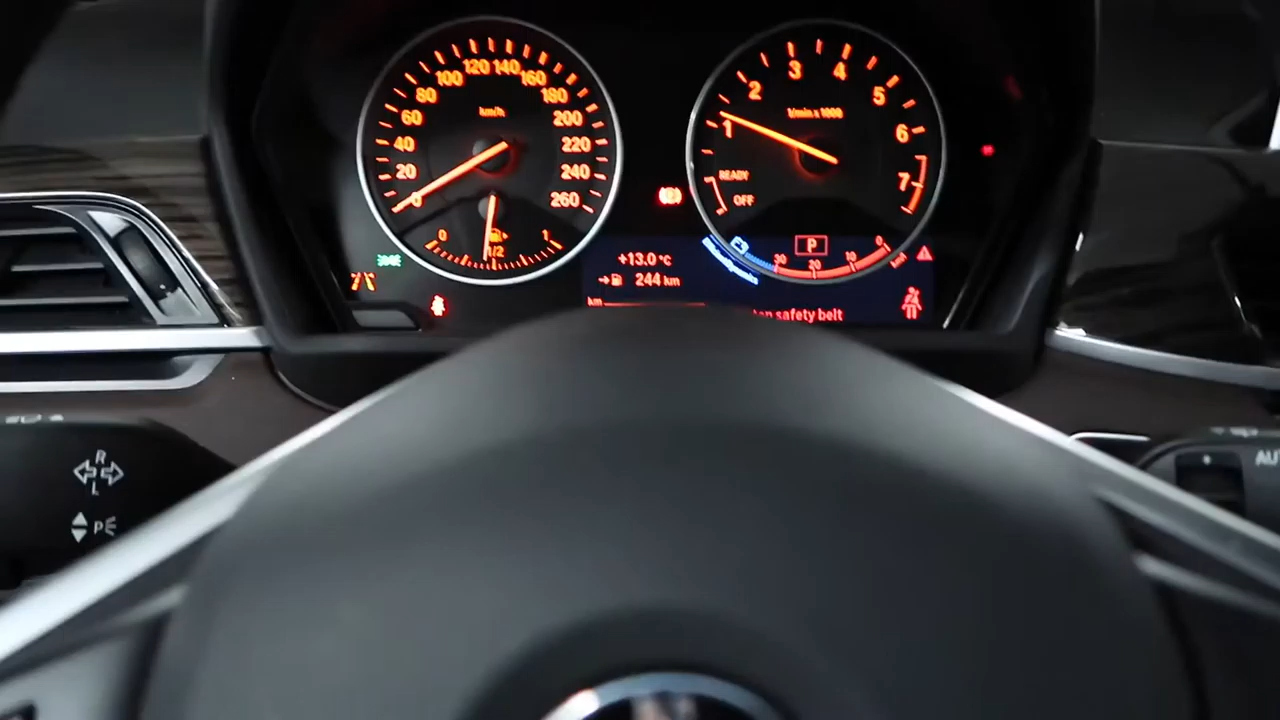 0
20
40
60
80
100
120
140
160
180
200
220
240
260
km/h
0
1/2
1
+13.0 °C
244 km
km
OFF
READY
1
2
3
4
5
6
7
1/min x 1000
P
30
20
10
0
safety belt
R
L
P